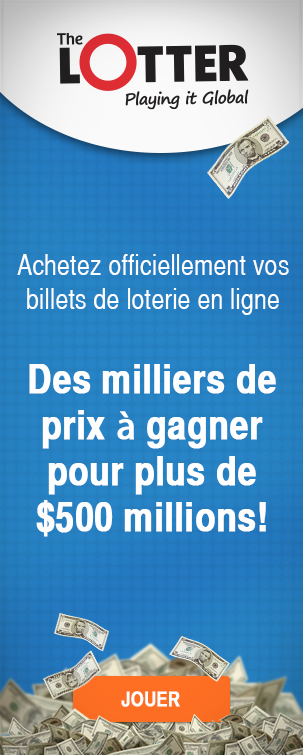 The
LOTTER
Playing it Global
Achetez officiellement vos
billets de loterie en ligne
Des milliers de
prix à gagner
pour plus de
$500 millions!
JOUER